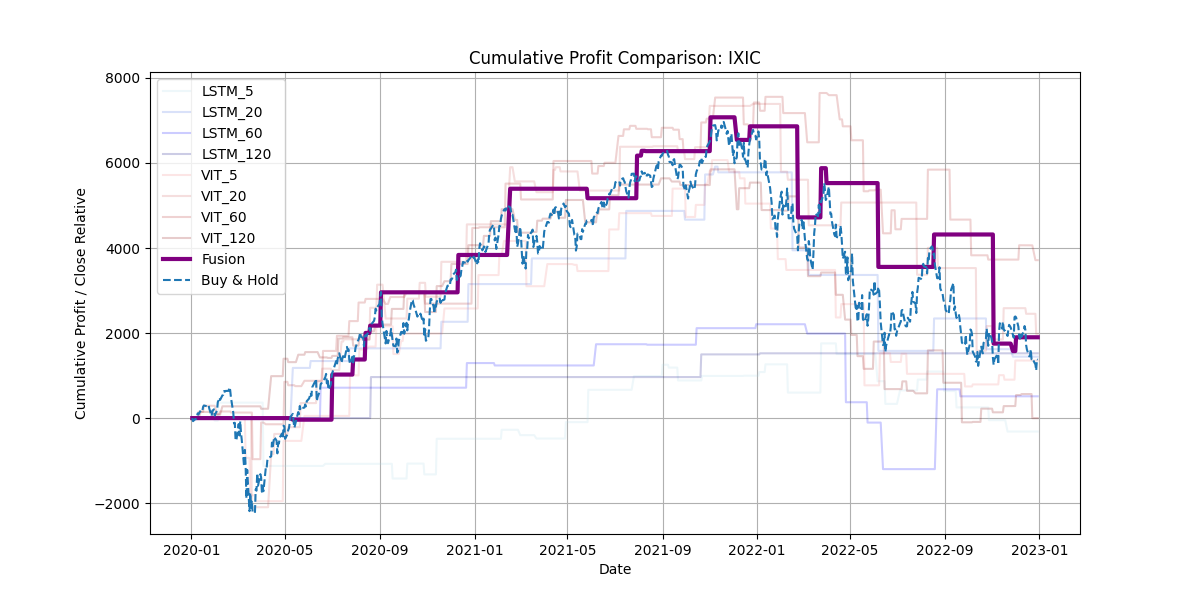 Cumulative Profit Comparison: IXIC
Cumulative Profit / Close Relative
8000
6000
4000
2000
0
−2000
LSTM_5
LSTM_20
LSTM_60
LSTM_120
VIT_5
VIT_20
VIT_60
VIT_120
Fusion
Buy & Hold
2020-01
2020-05
2020-09
2021-01
2021-05
2021-09
2022-01
2022-05
2022-09
2023-01
Date